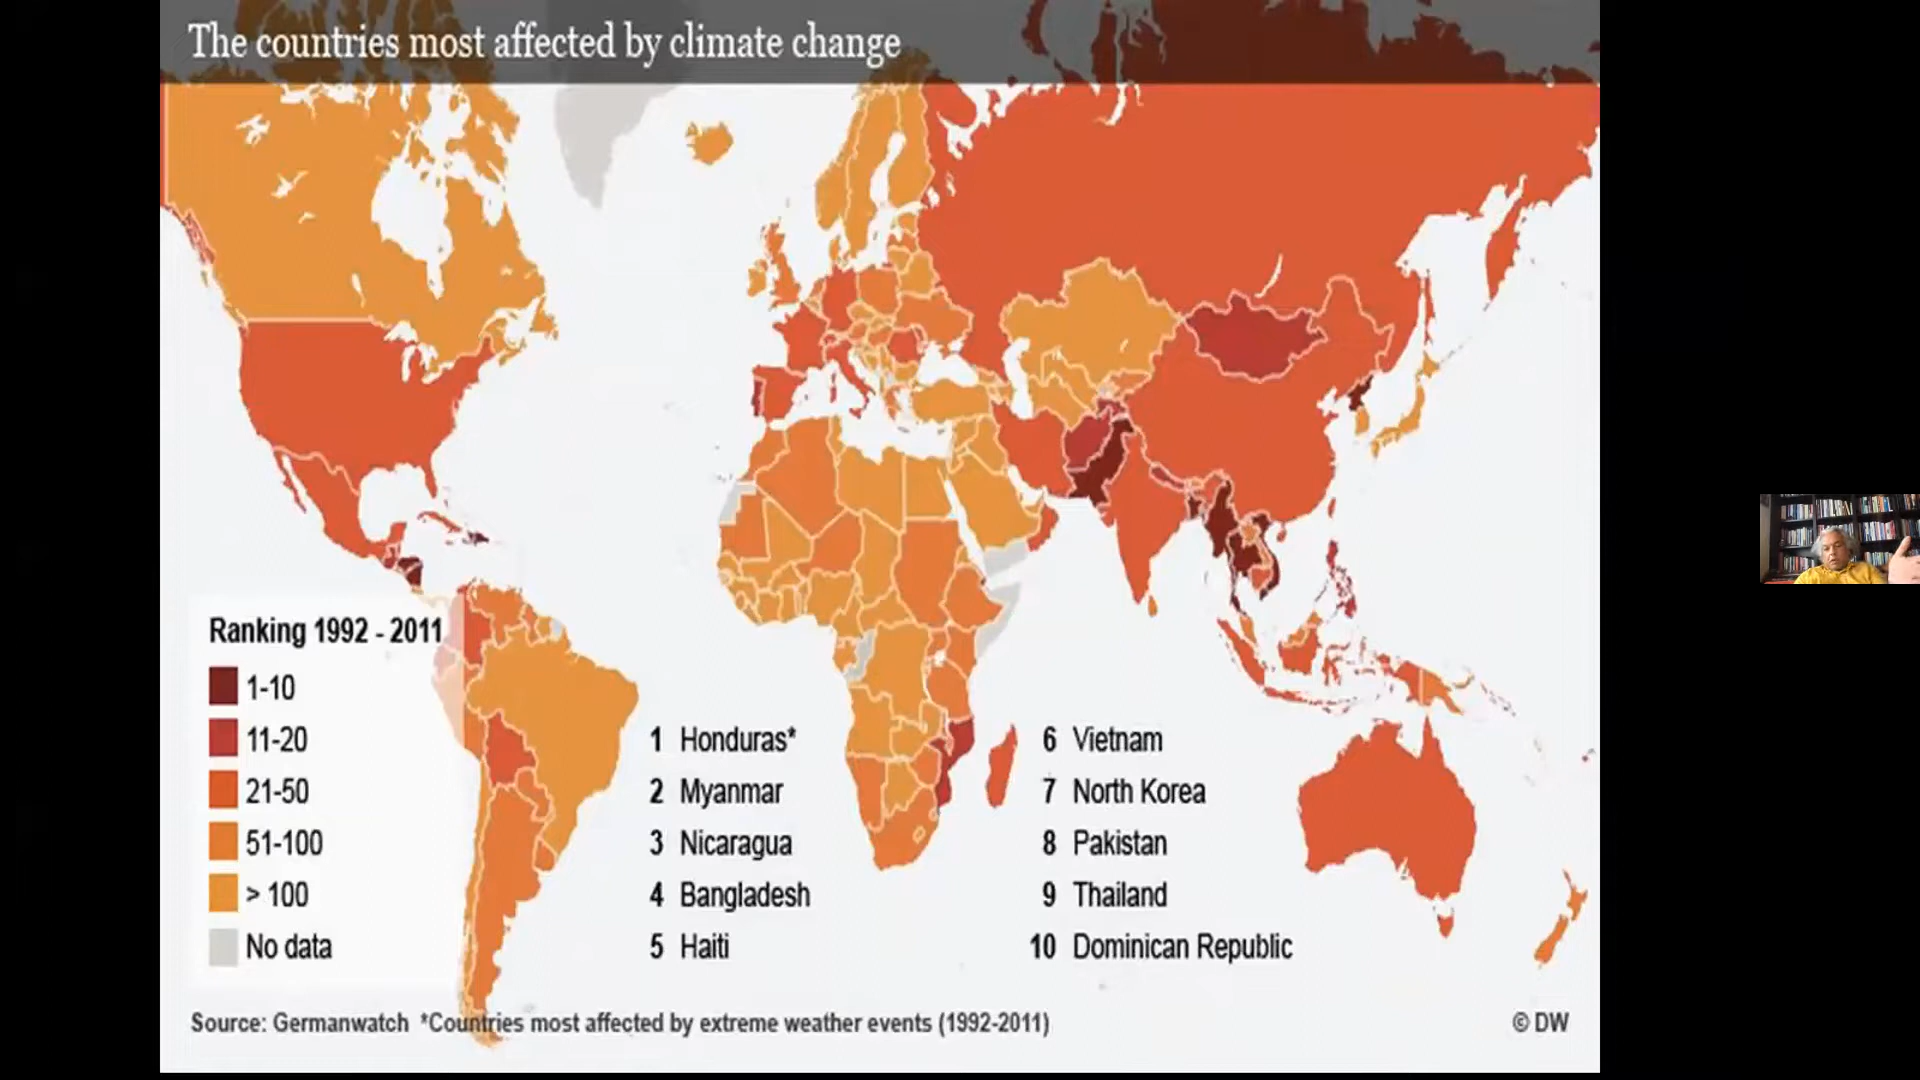 The countries most affected by climate change
Ranking 1992 - 2011
1-10
11-20
21-50
51-100
> 100
No data
1 Honduras*
2 Myanmar
3 Nicaragua
4 Bangladesh
5 Haiti
6 Vietnam
7 North Korea
8 Pakistan
9 Thailand
10 Dominican Republic
Source: Germanwatch *Countries most affected by extreme weather events (1992-2011)
© DW